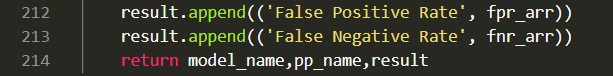 212 result.append(('False Positive Rate', fpr_arr))
213 result.append(('False Negative Rate', fnr_arr))
214 return model_name,pp_name,result